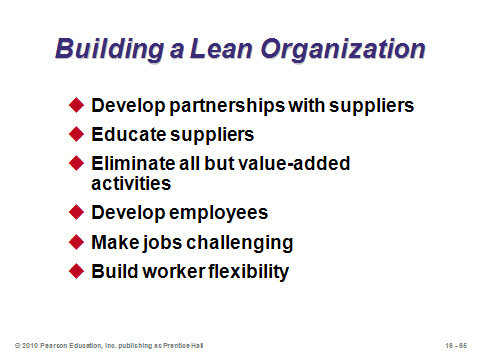 Building a Lean Organization
Develop partnerships with suppliers
Educate suppliers
Eliminate all but value-added
activities
Develop employees
Make jobs challenging
Build worker flexibility
© 2010 Pearson Education, Inc. publishing as Prentice Hall
16 - 65